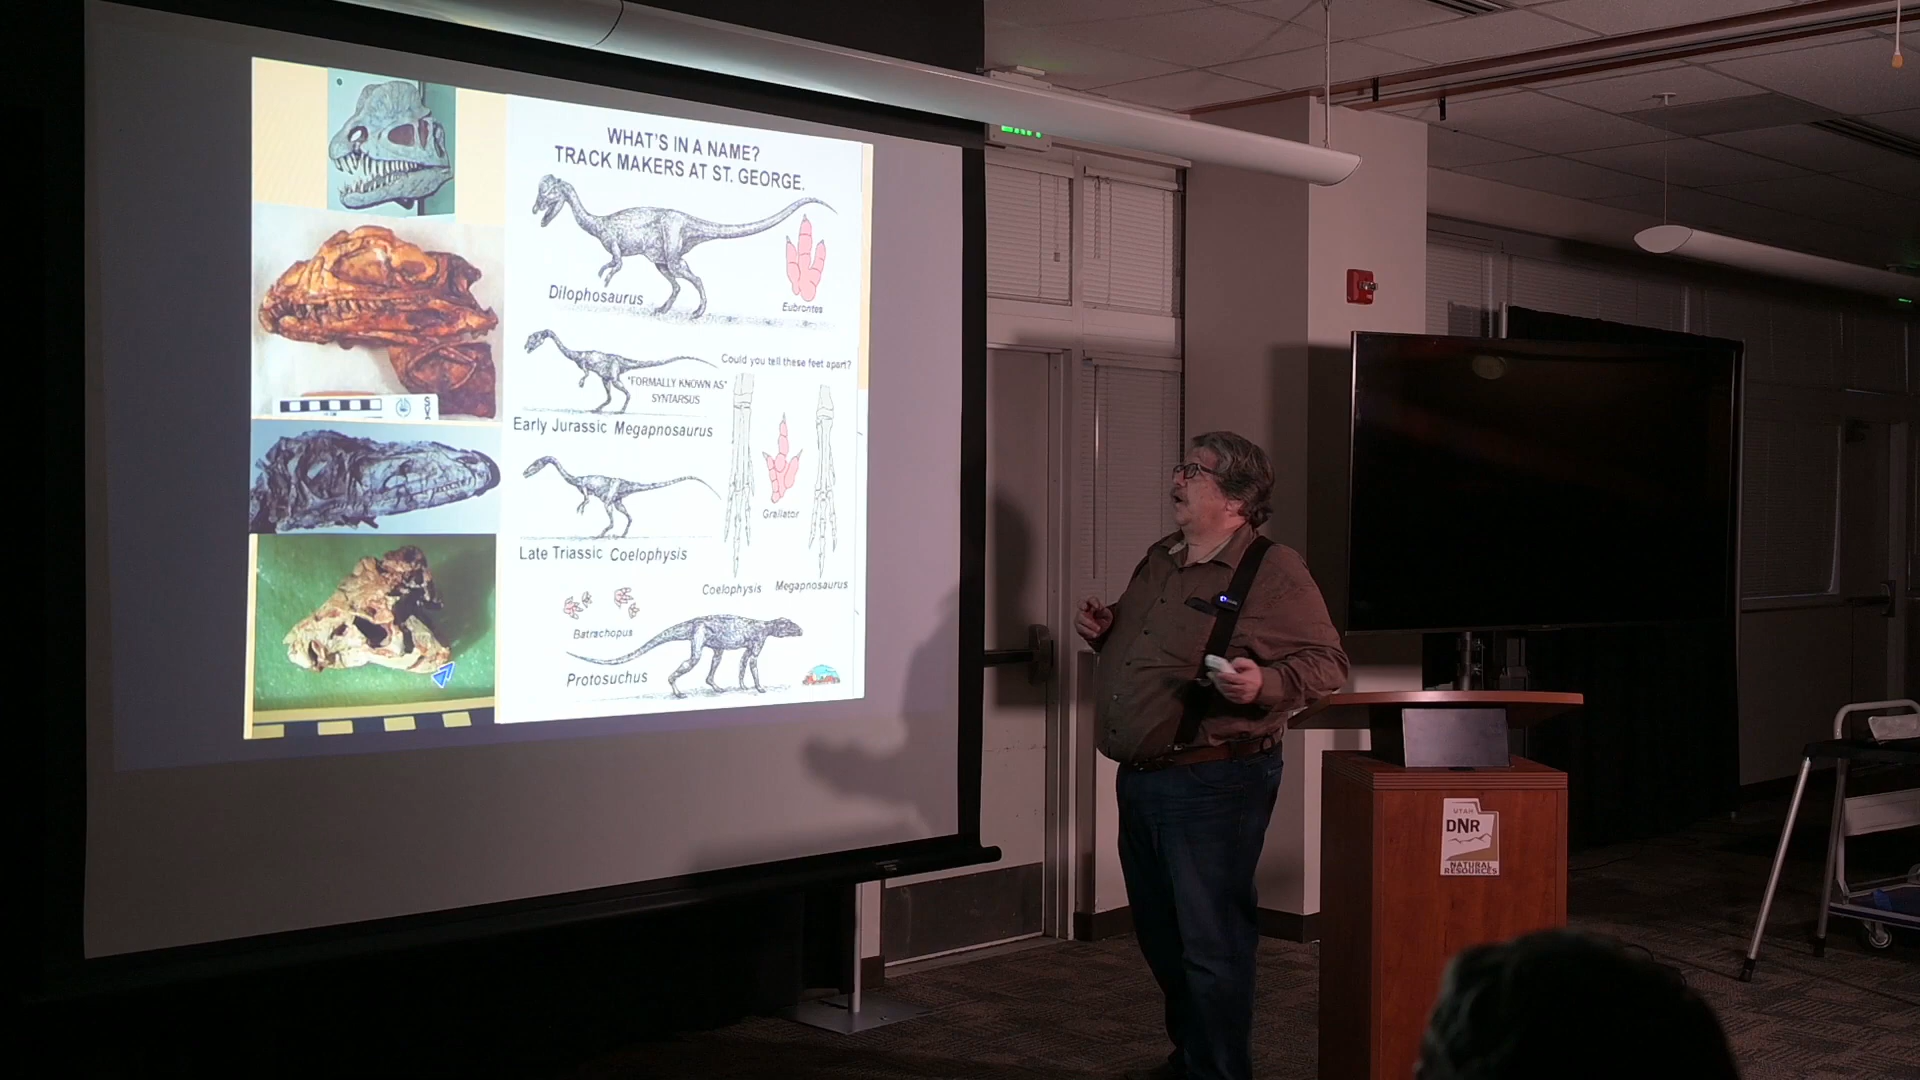 WHAT'S IN A NAME?
TRACK MAKERS AT ST. GEORGE.
Dilophosaurus
Eubrontes
Could you tell these feet apart?
"FORMALLY KNOWN AS"
SYNTARSUS
Early Jurassic Megapnosaurus
Grallator
Late Triassic Coelophysis
Coelophysis
Megapnosaurus
Batrachopus
Protosuchus
UTAH
DNR
NATURAL
RESOURCES